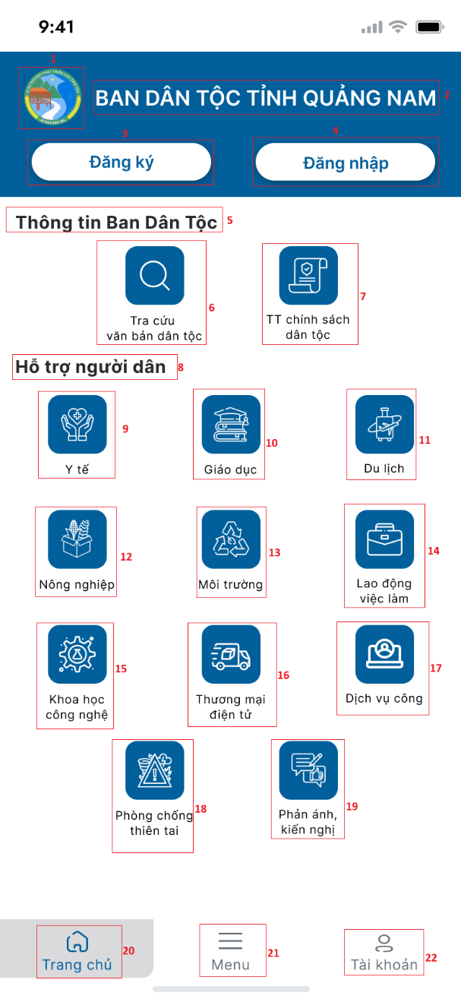 9:41
1
BAN DÂN TỘC TỈNH QUẢNG NAM 2
3 4
Đăng ký Đăng nhập
Thông tin Ban Dân Tộc 5
6 7
Tra cứu
văn bản dân tộc
TT chính sách
dân tộc
Hỗ trợ người dân 8
9 10 11
Y tế Giáo dục Du lịch
12 13 14
Nông nghiệp Môi trường Lao động
việc làm
15 16 17
Khoa học
công nghệ
Thương mại
điện tử
Dịch vụ công
18 19
Phòng chống
thiên tai
Phản ánh,
kiến nghị
20 21 22
Trang chủ Menu Tài khoản